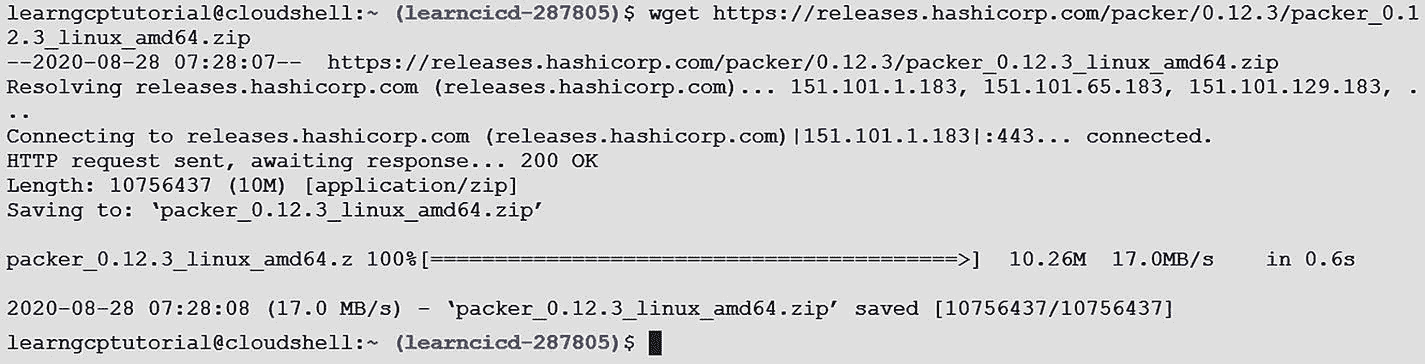 learngcptutorial@cloudshell:~ (learncicd-287805)$ wget https://releases.hashicorp.com/packer/0.12.3/packer_0.1
2.3_linux_amd64.zip
--2020-08-28 07:28:07--  https://releases.hashicorp.com/packer/0.12.3/packer_0.12.3_linux_amd64.zip
Resolving releases.hashicorp.com (releases.hashicorp.com)... 151.101.1.183, 151.101.65.183, 151.101.129.183, .
..
Connecting to releases.hashicorp.com (releases.hashicorp.com)|151.101.1.183|:443... connected.
HTTP request sent, awaiting response... 200 OK
Length: 10756437 (10M) [application/zip]
Saving to: ‘packer_0.12.3_linux_amd64.zip’
packer_0.12.3_linux_amd64.z 100%[=========================================>]  10.26M  17.0MB/s    in 0.6s
2020-08-28 07:28:08 (17.0 MB/s) - ‘packer_0.12.3_linux_amd64.zip’ saved [10756437/10756437]
learngcptutorial@cloudshell:~ (learncicd-287805)$